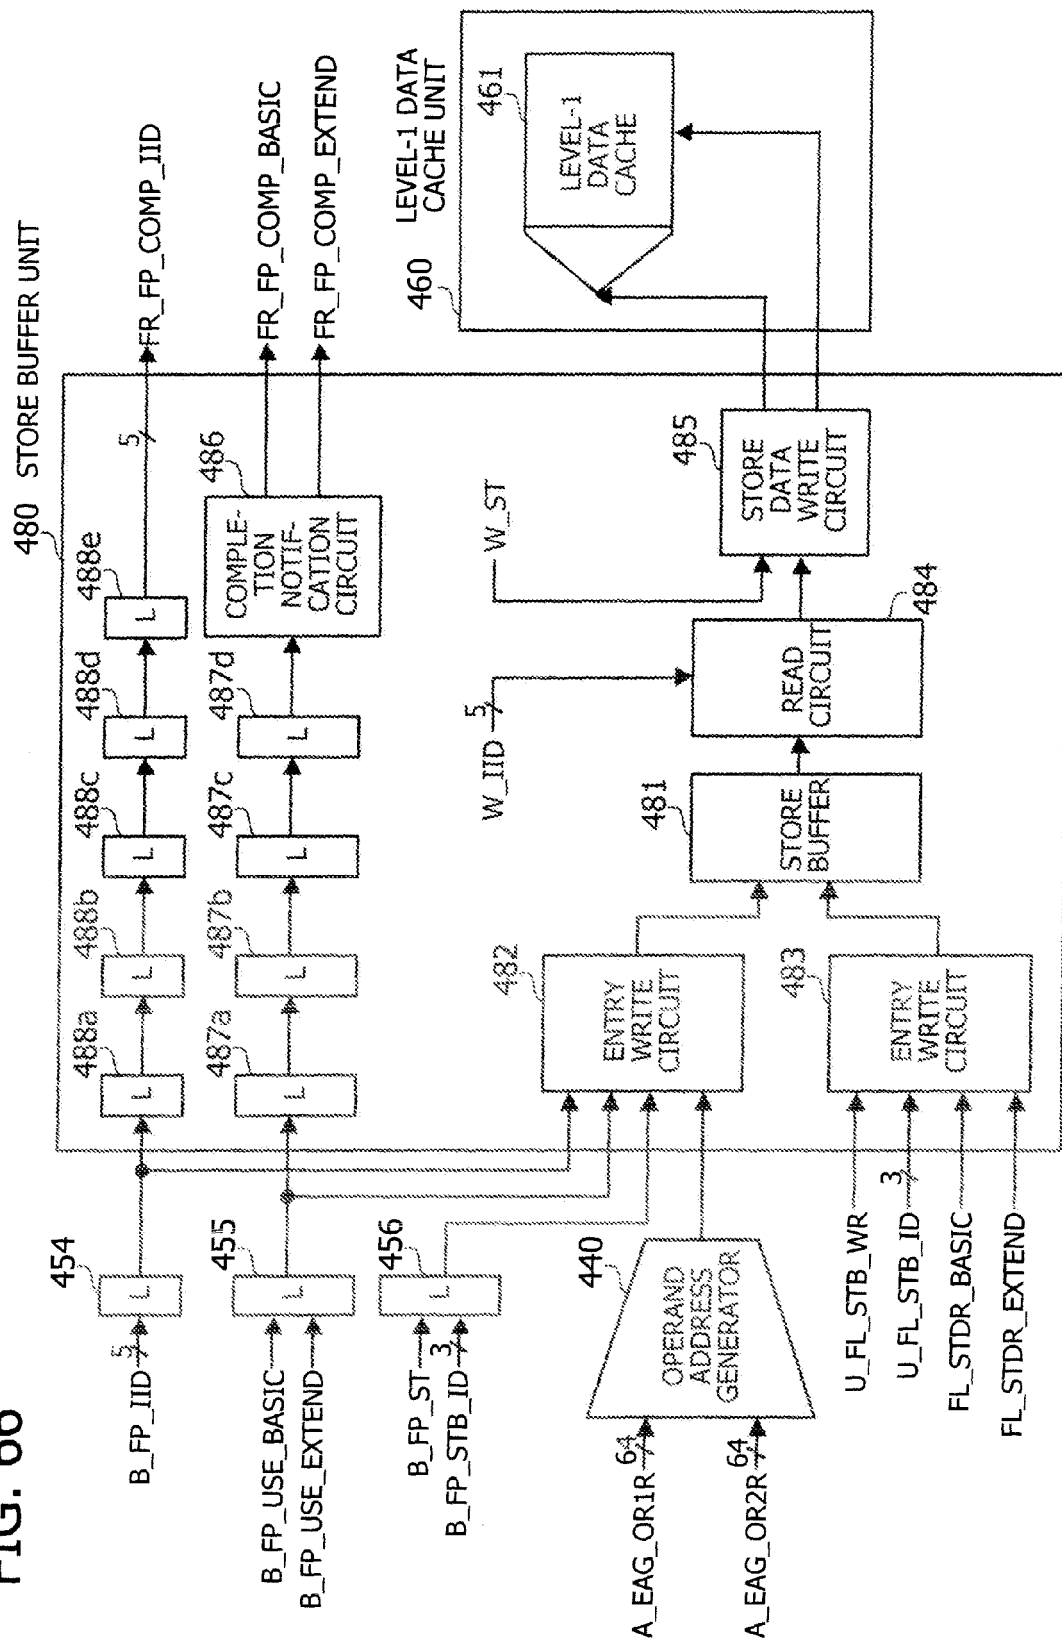 FIG. 66
480 STORE BUFFER UNIT
454
B_FP_IID
5
L
488a
L
488b
L
488c
L
488d
L
488e
L
5
FR_FP_COMP_IID
B_FP_USE_BASIC
B_FP_USE_EXTEND
455
L
487a
L
487b
L
487c
L
487d
L
486
COMPLE-
TION
NOTIF-
CATION
CIRCUIT
FR_FP_COMP_BASIC
FR_FP_COMP_EXTEND
B_FP_ST
B_FP_STB_ID
3
456
L
440
OPERAND
ADDRESS
GENERATOR
A_EAG_OR1R
64
A_EAG_OR2R
64
482
ENTRY
WRITE
CIRCUIT
U_FL_STB_WR
U_FL_STB_ID
3
FL_STDR_BASIC
FL_STDR_EXTEND
483
ENTRY
WRITE
CIRCUIT
481
STORE
BUFFER
W_IID
5
484
READ
CIRCUIT
W_ST
485
STORE
DATA
WRITE
CIRCUIT
460
LEVEL-1 DATA
CACHE UNIT
461
LEVEL-1
DATA
CACHE